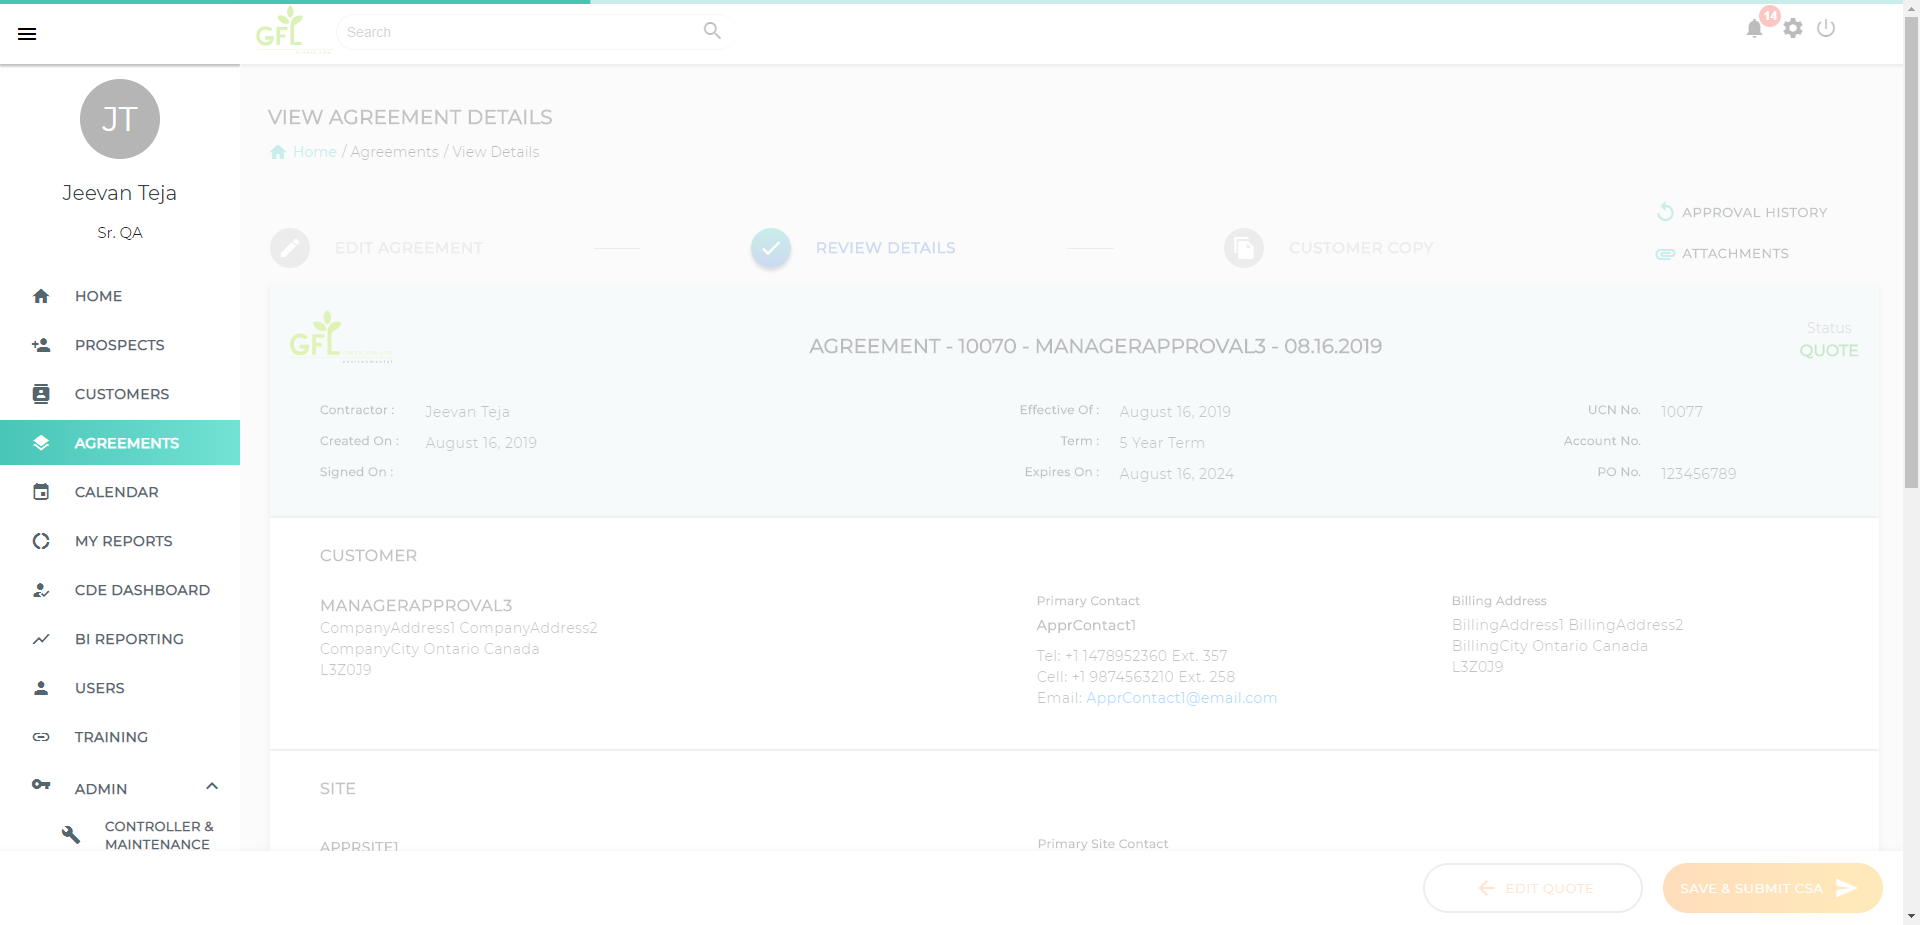 GFL
Search
14
JT
Jeevan Teja
Sr. QA
HOME
PROSPECTS
CUSTOMERS
AGREEMENTS
CALENDAR
MY REPORTS
CDE DASHBOARD
BI REPORTING
USERS
TRAINING
ADMIN
CONTROLLER &
MAINTENANCE
VIEW AGREEMENT DETAILS
Home / Agreements / View Details
APPROVAL HISTORY
ATTACHMENTS
EDIT AGREEMENT
REVIEW DETAILS
CUSTOMER COPY
GFL
environmental
AGREEMENT - 10070 - MANAGERAPPROVAL3 - 08.16.2019
Status
QUOTE
Contractor : Jeevan Teja
Created On : August 16, 2019
Signed On :
Effective Of : August 16, 2019
Term : 5 Year Term
Expires On : August 16, 2024
UCN No. 10077
Account No.
PO No. 123456789
CUSTOMER
MANAGERAPPROVAL3
CompanyAddress1 CompanyAddress2
CompanyCity Ontario Canada
L3Z0J9
Primary Contact
ApprContact1
Tel: +1 1478952360 Ext. 357
Cell: +1 9874563210 Ext. 258
Email: ApprContact1@email.com
Billing Address
BillingAddress1 BillingAddress2
BillingCity Ontario Canada
L3Z0J9
SITE
APPRSITE1
Primary Site Contact
EDIT QUOTE
SAVE & SUBMIT CSA